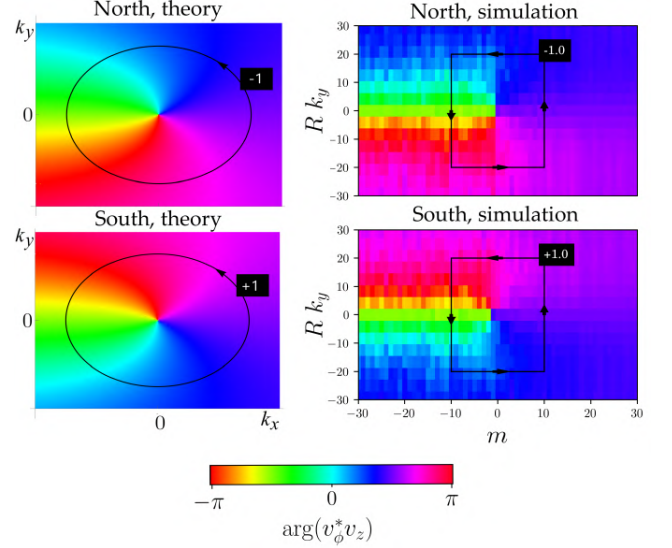 North, theory
k_y
0
-1
North, simulation
R k_y
30
20
10
0
−10
−20
−30
-1.0
South, theory
k_y
0
+1
0
k_x
South, simulation
R k_y
30
20
10
0
−10
−20
−30
+1.0
−30 −20 −10 0 10 20 30
m
−π 0 π
arg(v_ϕ^* v_z)